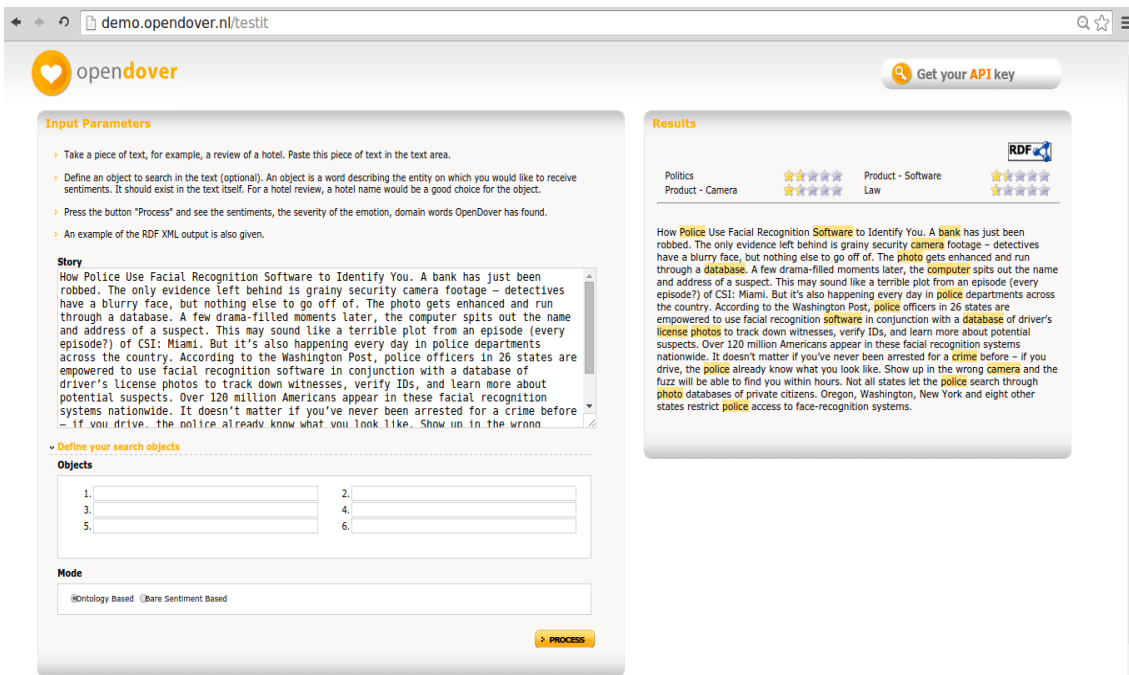 demo.opendover.nl/testit
opendover
Get your API key
Input Parameters
Take a piece of text, for example, a review of a hotel. Paste this piece of text in the text area.
Define an object to search in the text (optional). An object is a word describing the entity on which you would like to receive
sentiments. It should exist in the text itself. For a hotel review, a hotel name would be a good choice for the object.
Press the button "Process" and see the sentiments, the severity of the emotion, domain words OpenDover has found.
An example of the RDF XML output is also given.
Story
How Police Use Facial Recognition Software to Identify You. A bank has just been
robbed. The only evidence left behind is grainy security camera footage — detectives
have a blurry face, but nothing else to go off of. The photo gets enhanced and run
through a database. A few drama-filled moments later, the computer spits out the name
and address of a suspect. This may sound like a terrible plot from an episode (every
episode?) of CSI: Miami. But it's also happening every day in police departments
across the country. According to the Washington Post, police officers in 26 states are
empowered to use facial recognition software in conjunction with a database of
driver's license photos to track down witnesses, verify IDs, and learn more about
potential suspects. Over 120 million Americans appear in these facial recognition
systems nationwide. It doesn't matter if you've never been arrested for a crime before
— if you drive, the police already know what you look like. Show up in the wrong
Define your search objects
Objects
1. 2.
3. 4.
5. 6.
Mode
Ontology Based Bare Sentiment Based
PROCESS
Results
RDF
Politics Product - Software
Product - Camera Law
How Police Use Facial Recognition Software to Identify You. A bank has just been
robbed. The only evidence left behind is grainy security camera footage – detectives
have a blurry face, but nothing else to go off of. The photo gets enhanced and run
through a database. A few drama-filled moments later, the computer spits out the name
and address of a suspect. This may sound like a terrible plot from an episode (every
episode?) of CSI: Miami. But it's also happening every day in police departments across
the country. According to the Washington Post, police officers in 26 states are
empowered to use facial recognition software in conjunction with a database of driver's
license photos to track down witnesses, verify IDs, and learn more about potential
suspects. Over 120 million Americans appear in these facial recognition systems
nationwide. It doesn't matter if you've never been arrested for a crime before – if you
drive, the police already know what you look like. Show up in the wrong camera and the
fuzz will be able to find you within hours. Not all states let the police search through
photo databases of private citizens. Oregon, Washington, New York and eight other
states restrict police access to face-recognition systems.